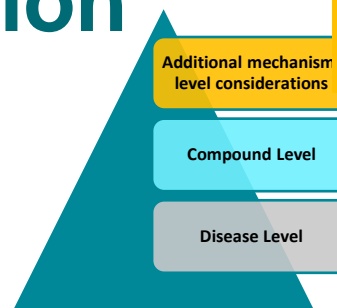 ion
Additional mechanism
level considerations
Compound Level
Disease Level